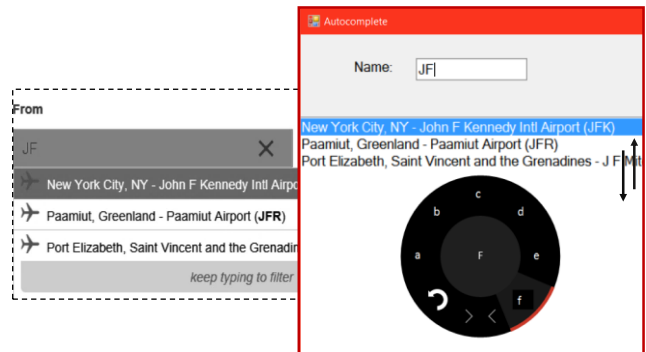 From
JF
New York City, NY - John F Kennedy Intl Airpo
Paamiut, Greenland - Paamiut Airport (JFR)
Port Elizabeth, Saint Vincent and the Grenadin
keep typing to filter
Autocomplete
Name:
JF
New York City, NY - John F Kennedy Intl Airport (JFK)
Paamiut, Greenland - Paamiut Airport (JFR)
Port Elizabeth, Saint Vincent and the Grenadines - J F Mit
c
b d
a F e
f